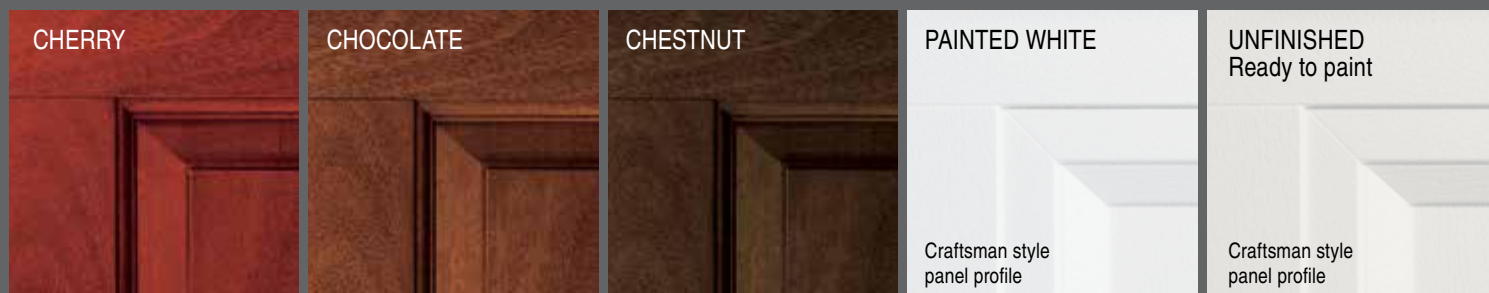 CHERRY
CHOCOLATE
CHESTNUT
PAINTED WHITE
Craftsman style
panel profile
UNFINISHED
Ready to paint
Craftsman style
panel profile